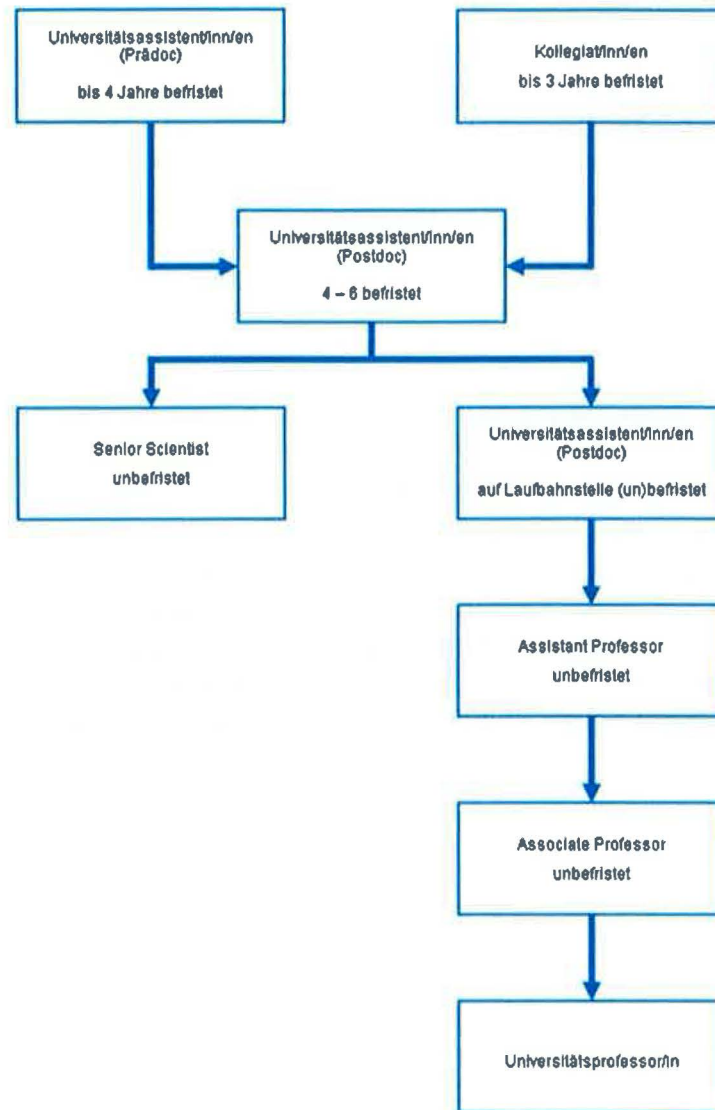 Universitätsassistent/inn/en
(Prädoc)
bis 4 Jahre befristet
Kollegiat/inn/en
bis 3 Jahre befristet
Universitätsassistent/inn/en
(Postdoc)
4 – 6 befristet
Senior Scientist
unbefristet
Universitätsassistent/inn/en
(Postdoc)
auf Laufbahnstelle (un)befristet
Assistant Professor
unbefristet
Associate Professor
unbefristet
Universitätsprofessor/in